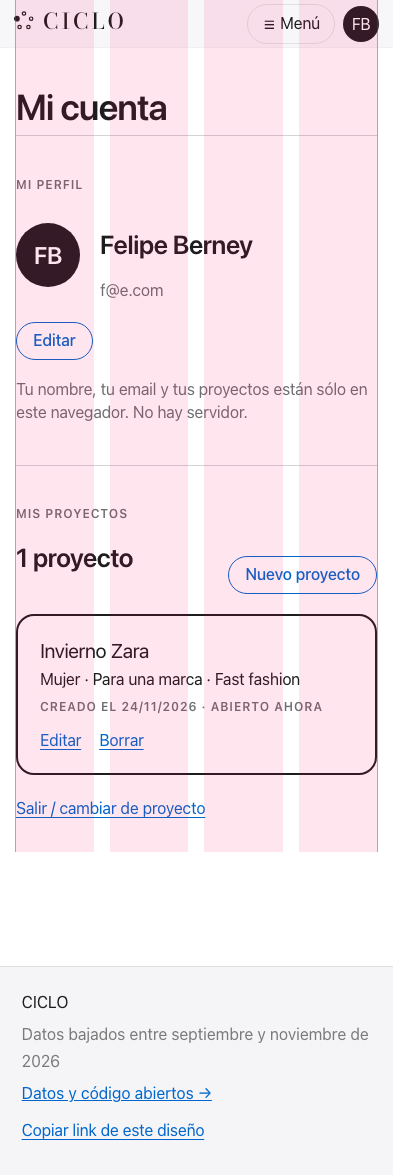 CICLO
≡ Menú
FB
Mi cuenta
MI PERFIL
FB
Felipe Berney
f@e.com
Editar
Tu nombre, tu email y tus proyectos están sólo en
este navegador. No hay servidor.
MIS PROYECTOS
1 proyecto
Nuevo proyecto
Invierno Zara
Mujer · Para una marca · Fast fashion
CREADO EL 24/11/2026 · ABIERTO AHORA
Editar Borrar
Salir / cambiar de proyecto
CICLO
Datos bajados entre septiembre y noviembre de
2026
Datos y código abiertos →
Copiar link de este diseño